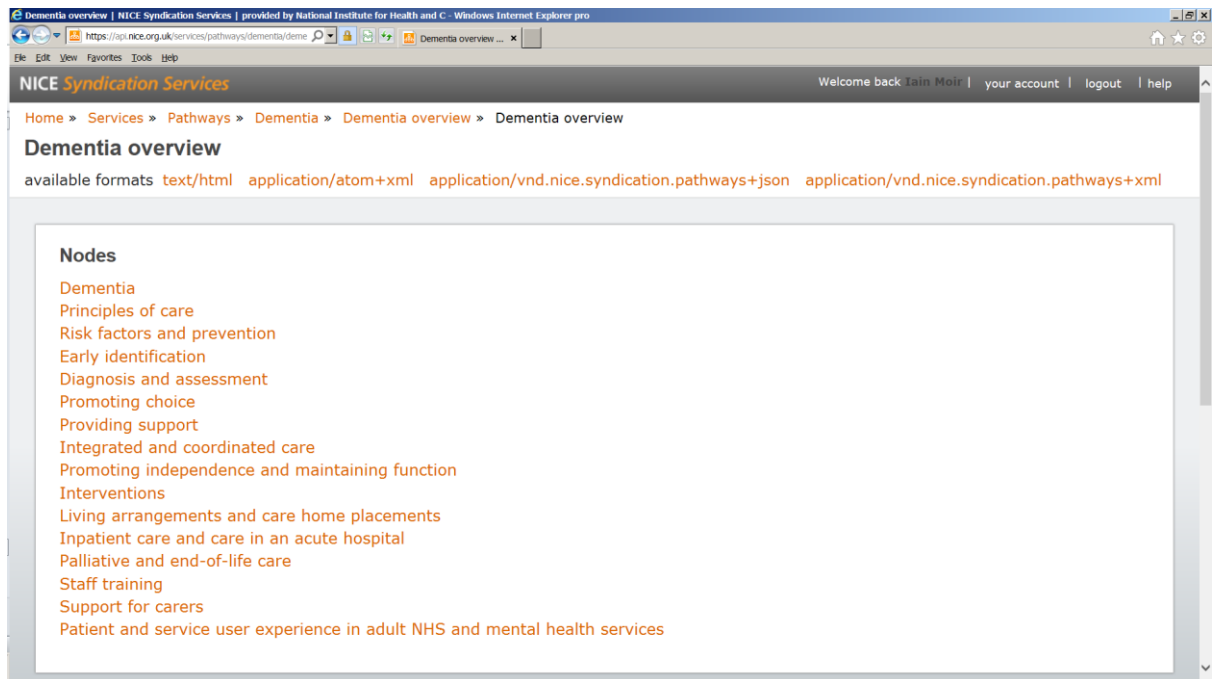 Dementia overview | NICE Syndication Services | provided by National Institute for Health and C - Windows Internet Explorer pro
https://api.nice.org.uk/services/pathways/dementia/deme
Dementia overview ...
File Edit View Favorites Tools Help
NICE Syndication Services Welcome back Iain Moir | your account | logout | help
Home » Services » Pathways » Dementia » Dementia overview » Dementia overview
Dementia overview
available formats text/html application/atom+xml application/vnd.nice.syndication.pathways+json application/vnd.nice.syndication.pathways+xml
Nodes
Dementia
Principles of care
Risk factors and prevention
Early identification
Diagnosis and assessment
Promoting choice
Providing support
Integrated and coordinated care
Promoting independence and maintaining function
Interventions
Living arrangements and care home placements
Inpatient care and care in an acute hospital
Palliative and end-of-life care
Staff training
Support for carers
Patient and service user experience in adult NHS and mental health services